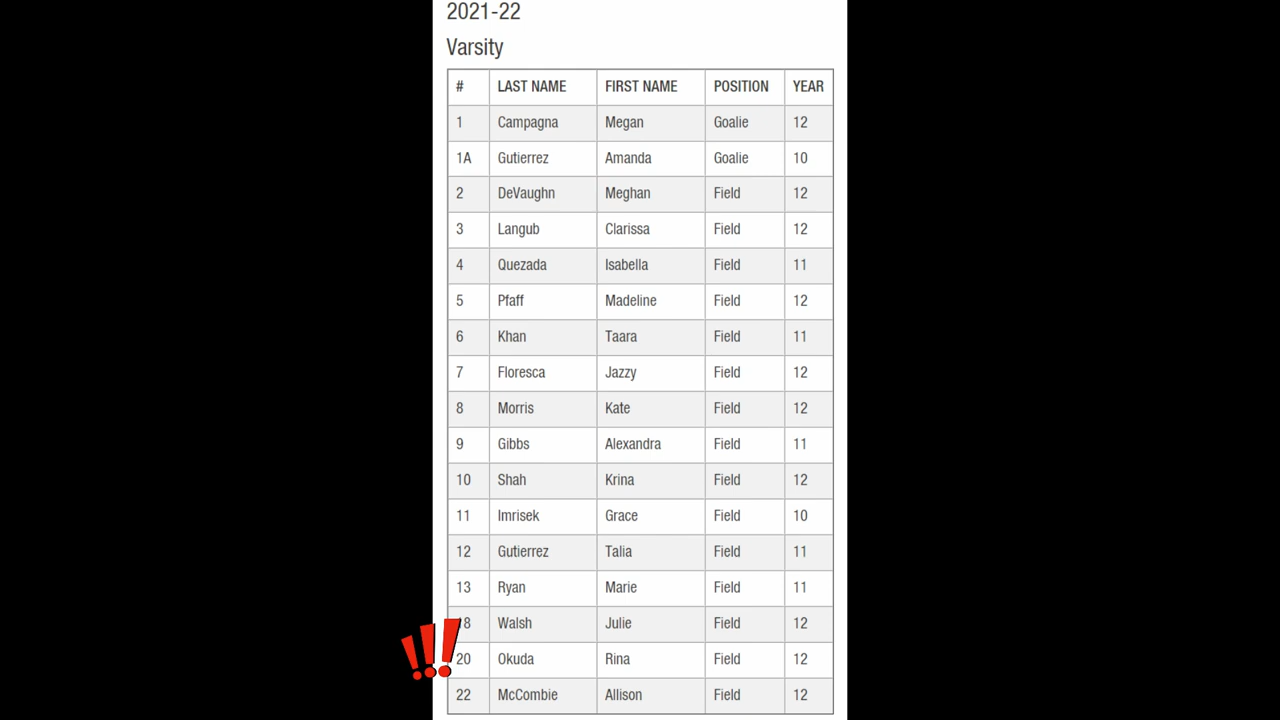 2021-22
Varsity
# LAST NAME FIRST NAME POSITION YEAR
1 Campagna Megan Goalie 12
1A Gutierrez Amanda Goalie 10
2 DeVaughn Meghan Field 12
3 Langub Clarissa Field 12
4 Quezada Isabella Field 11
5 Pfaff Madeline Field 12
6 Khan Taara Field 11
7 Floresca Jazzy Field 12
8 Morris Kate Field 12
9 Gibbs Alexandra Field 11
10 Shah Krina Field 12
11 Imrisek Grace Field 10
12 Gutierrez Talia Field 11
13 Ryan Marie Field 11
18 Walsh Julie Field 12
!!! 20 Okuda Rina Field 12
22 McCombie Allison Field 12